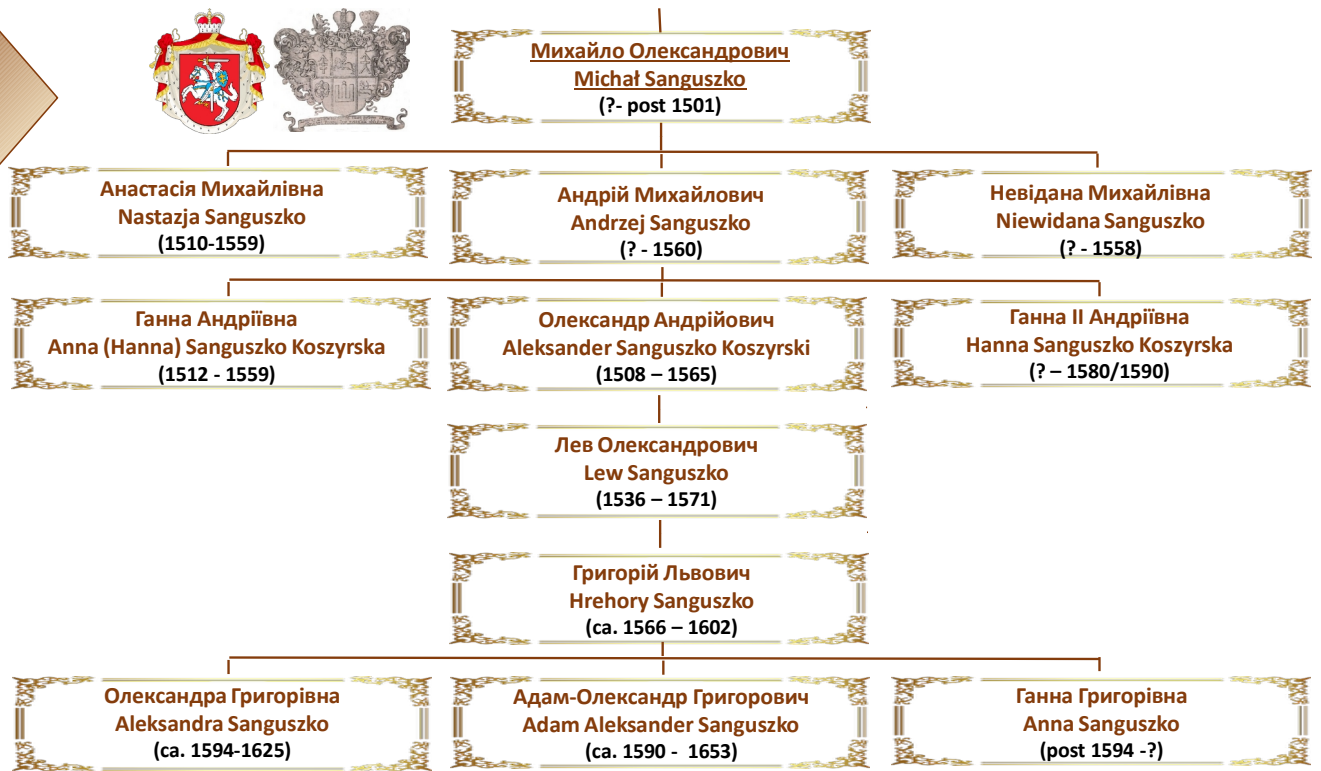 Михайло Олександрович
Michał Sanguszko
(?- post 1501)
Анастасія Михайлівна
Nastazja Sanguszko
(1510-1559)
Андрій Михайлович
Andrzej Sanguszko
(? - 1560)
Невідана Михайлівна
Niewidana Sanguszko
(? - 1558)
Ганна Андріївна
Anna (Hanna) Sanguszko Koszyrska
(1512 - 1559)
Олександр Андрійович
Aleksander Sanguszko Koszyrski
(1508 – 1565)
Ганна II Андріївна
Hanna Sanguszko Koszyrska
(? – 1580/1590)
Лев Олександрович
Lew Sanguszko
(1536 – 1571)
Григорій Львович
Hrehory Sanguszko
(ca. 1566 – 1602)
Олександра Григорівна
Aleksandra Sanguszko
(ca. 1594-1625)
Адам-Олександр Григорович
Adam Aleksander Sanguszko
(ca. 1590 - 1653)
Ганна Григорівна
Anna Sanguszko
(post 1594 -?)